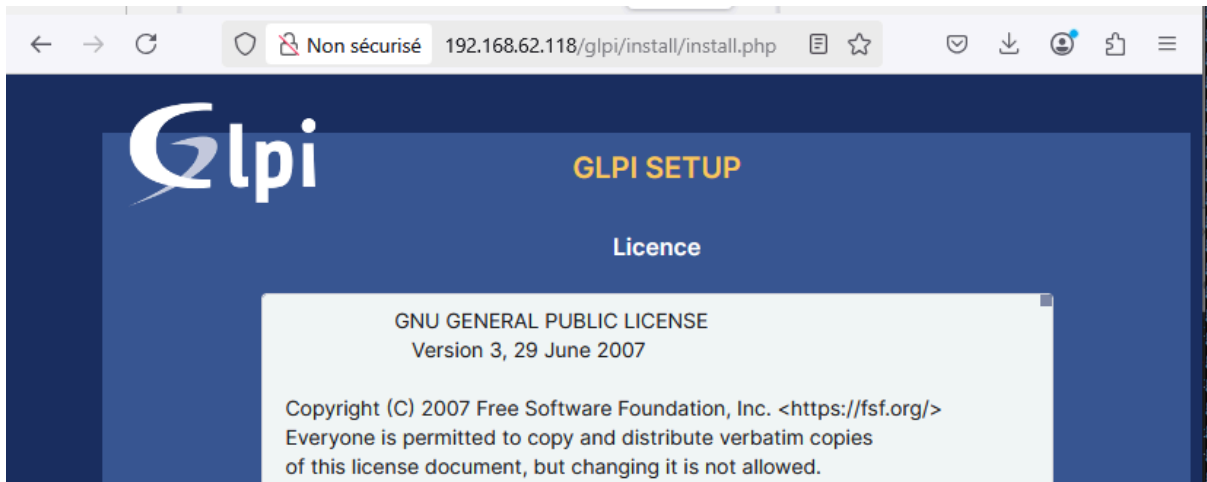 Non sécurisé 192.168.62.118/glpi/install/install.php
Glpi
GLPI SETUP
Licence
GNU GENERAL PUBLIC LICENSE
Version 3, 29 June 2007
Copyright (C) 2007 Free Software Foundation, Inc. <https://fsf.org/>
Everyone is permitted to copy and distribute verbatim copies
of this license document, but changing it is not allowed.